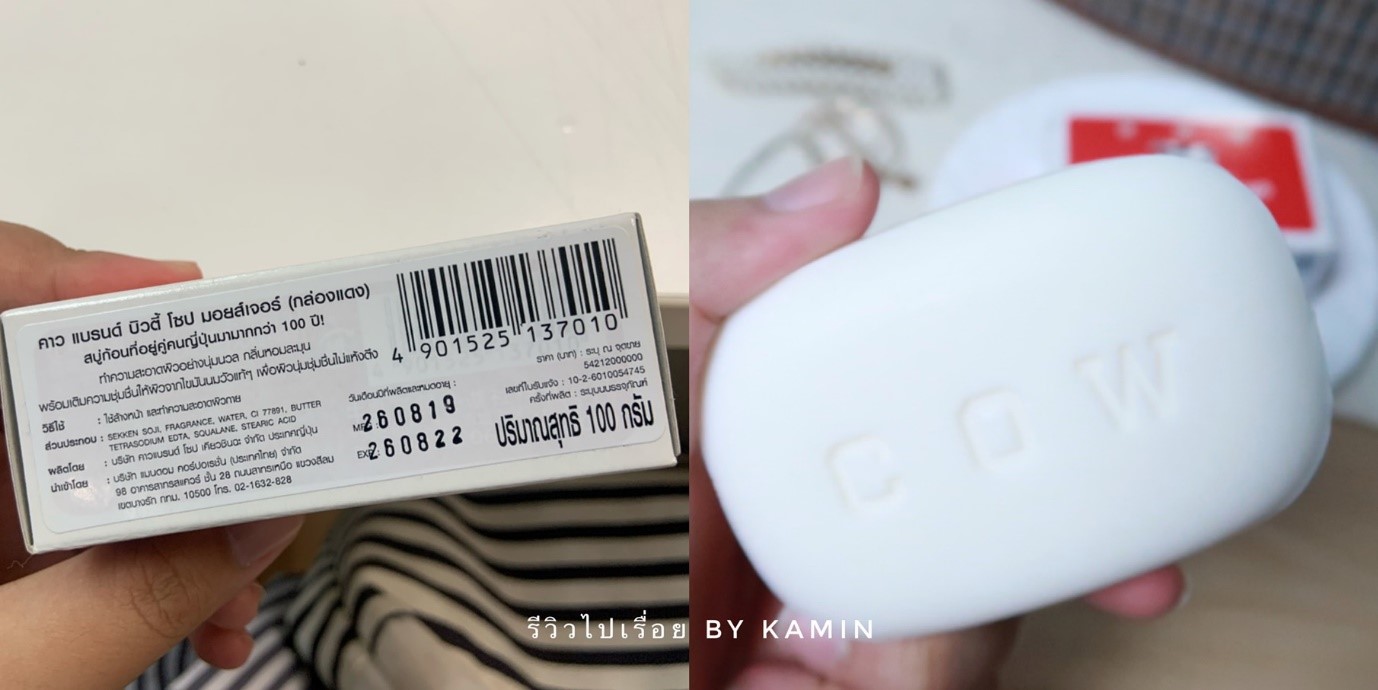 คาว แบรนด์ บิวตี้ โซป มอยส์เจอร์ (กล่องแดง)
สบู่ก้อนที่อยู่คู่คนญี่ปุ่นมามากกว่า 100 ปี!
ทำความสะอาดผิวอย่างนุ่มนวล กลิ่นหอมละมุน
พร้อมเติมความชุ่มชื่นให้ผิวจากไขมันนมวัวแท้ๆ เพื่อผิวนุ่มชุ่มชื่นไม่แห้งตึง
วิธีใช้ : ใช้ล้างหน้า และทำความสะอาดผิวกาย
ส่วนประกอบ : SEKKEN SOJI, FRAGRANCE, WATER, CI 77891, BUTTER
TETRASODIUM EDTA, SQUALANE, STEARIC ACID
ผลิตโดย : บริษัท คาวแบรนด์ โซป เคียวชินฉะ จำกัด ประเทศญี่ปุ่น
นำเข้าโดย : บริษัท แมนดอม คอร์ปอเรชั่น (ประเทศไทย) จำกัด
98 อาคารสาทรสแควร์ ชั้น 28 ถนนสาทรเหนือ แขวงสีลม
เขตบางรัก กทม. 10500 โทร. 02-1632-828
วันเดือนปีที่ผลิตและหมดอายุ :
260819
EXP. 260822
4 901525 137010
ราคา (บาท) : ระบุ ณ จุดขาย
54212000000
เลขที่ใบรับแจ้ง : 10-2-6010054745
ครั้งที่ผลิต : ระบุบนบรรจุภัณฑ์
ปริมาณสุทธิ 100 กรัม
COW
รีวิวไปเรื่อย BY KAMIN